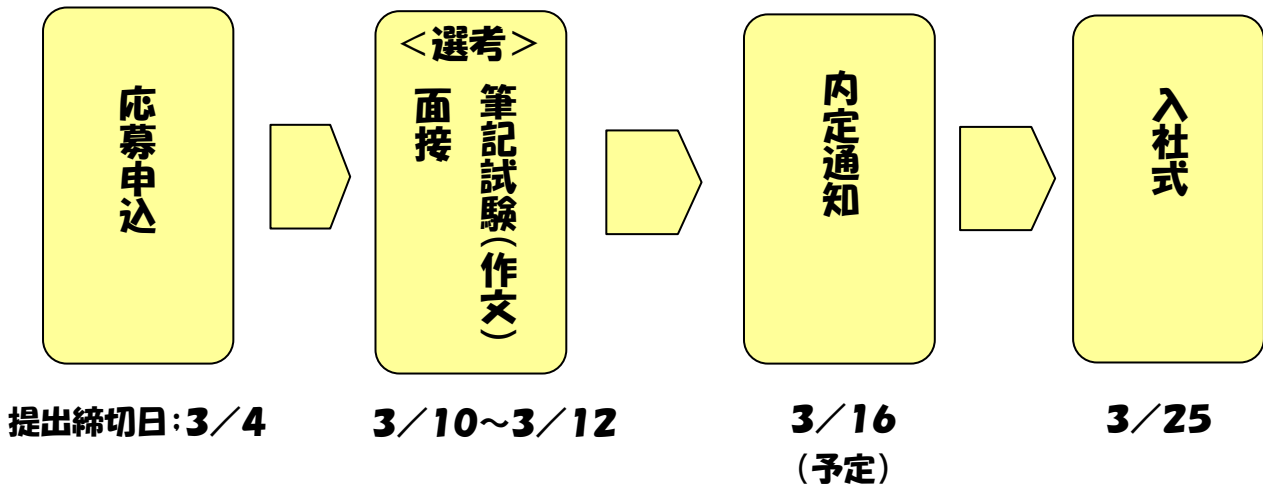 応募申込
＜選考＞
筆記試験（作文）
面接
内定通知
入社式
提出締切日：3／4
3／10～3／12
3／16
（予定）
3／25